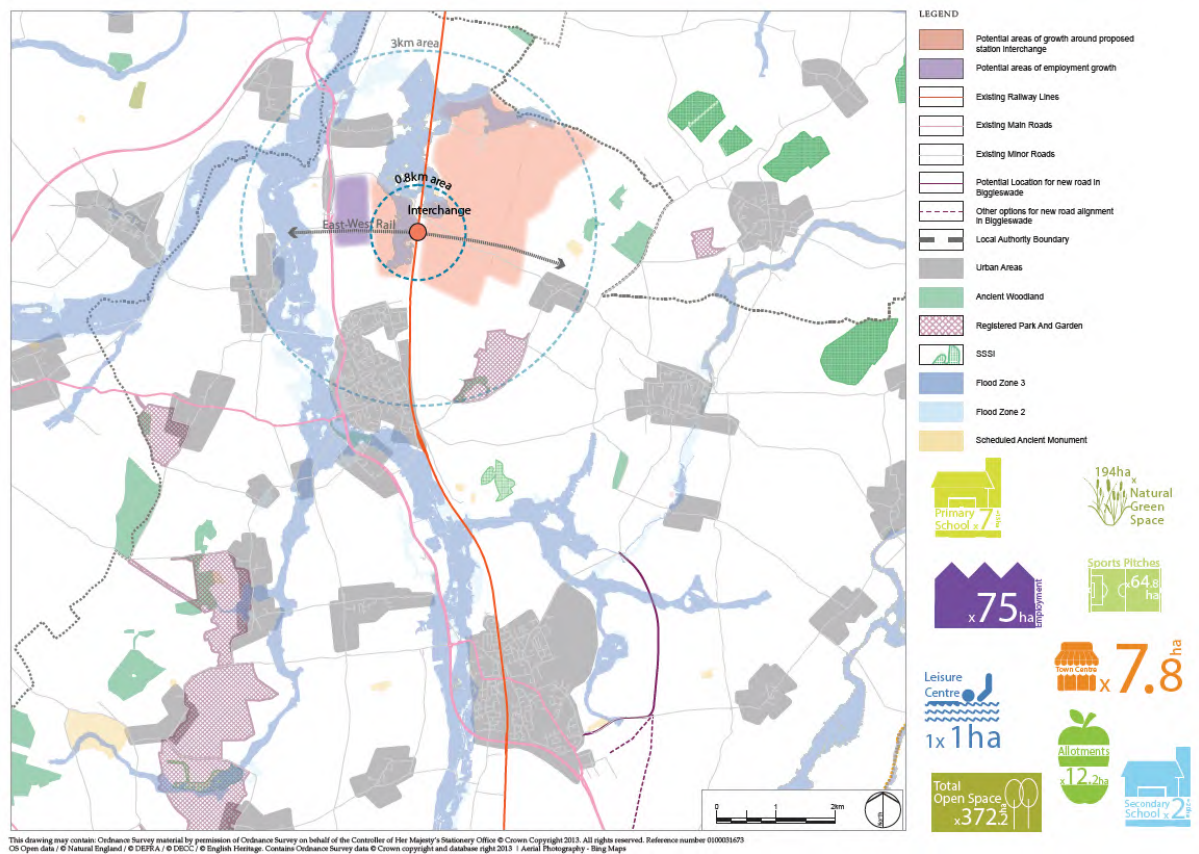 3km area
0.8km area
Interchange
East-West Rail
0
1
2km
north
LEGEND
Potential areas of growth around proposed
station interchange
Potential areas of employment growth
Existing Railway Lines
Existing Main Roads
Existing Minor Roads
Potential Location for new road in
Biggleswade
Other options for new road alignment
in Biggleswade
Local Authority Boundary
Urban Areas
Ancient Woodland
Registered Park And Garden
SSSI
Flood Zone 3
Flood Zone 2
Scheduled Ancient Monument
Primary
School x 7
194ha
x
Natural
Green
Space
x 75 ha
Employment
Sports Pitches
x64.8
ha
Town Centre
x 7.8 ha
Leisure
Centre
1x 1ha
Allotments
x12.2ha
Total
Open Space
x372.2 ha
Secondary
School x 2
This drawing may contain: Ordnance Survey material by permission of Ordnance Survey on behalf of the Controller of Her Majesty's Stationery Office © Crown Copyright 2013. All rights reserved. Reference number 0100031673
OS Open data / © Natural England / © DEFRA / © DECC / © English Heritage. Contains Ordnance Survey data © Crown copyright and database right 2013 | Aerial Photography - Bing Maps